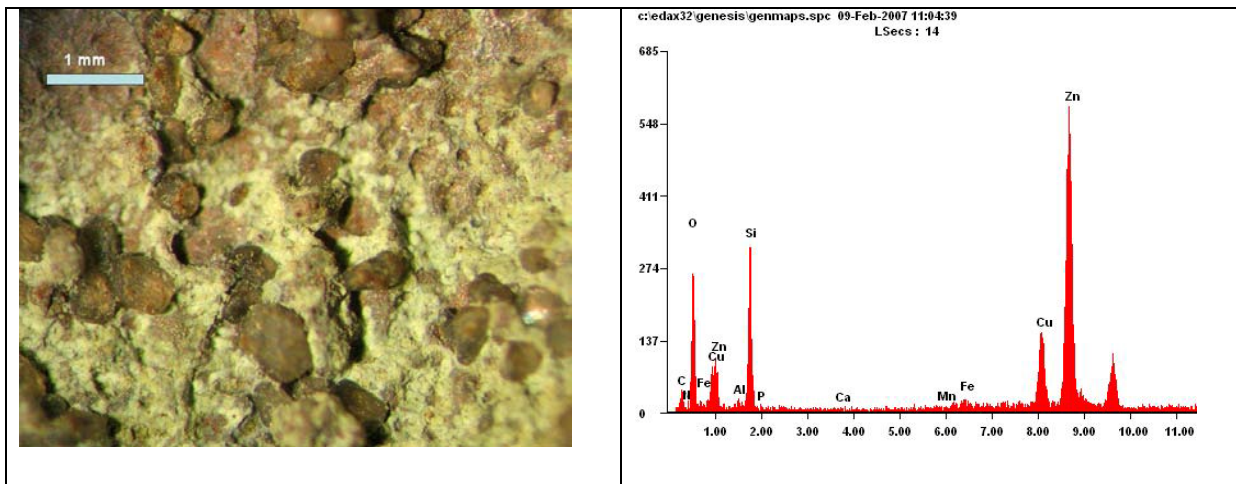 1 mm
c:\edax32\genesis\genmaps.spc 09-Feb-2007 11:04:39
LSecs : 14
685
548
411
274
137
0
C
N
O
Fe
Zn
Cu
Al
Si
P
Ca
Mn
Fe
Cu
Zn
1.00 2.00 3.00 4.00 5.00 6.00 7.00 8.00 9.00 10.00 11.00